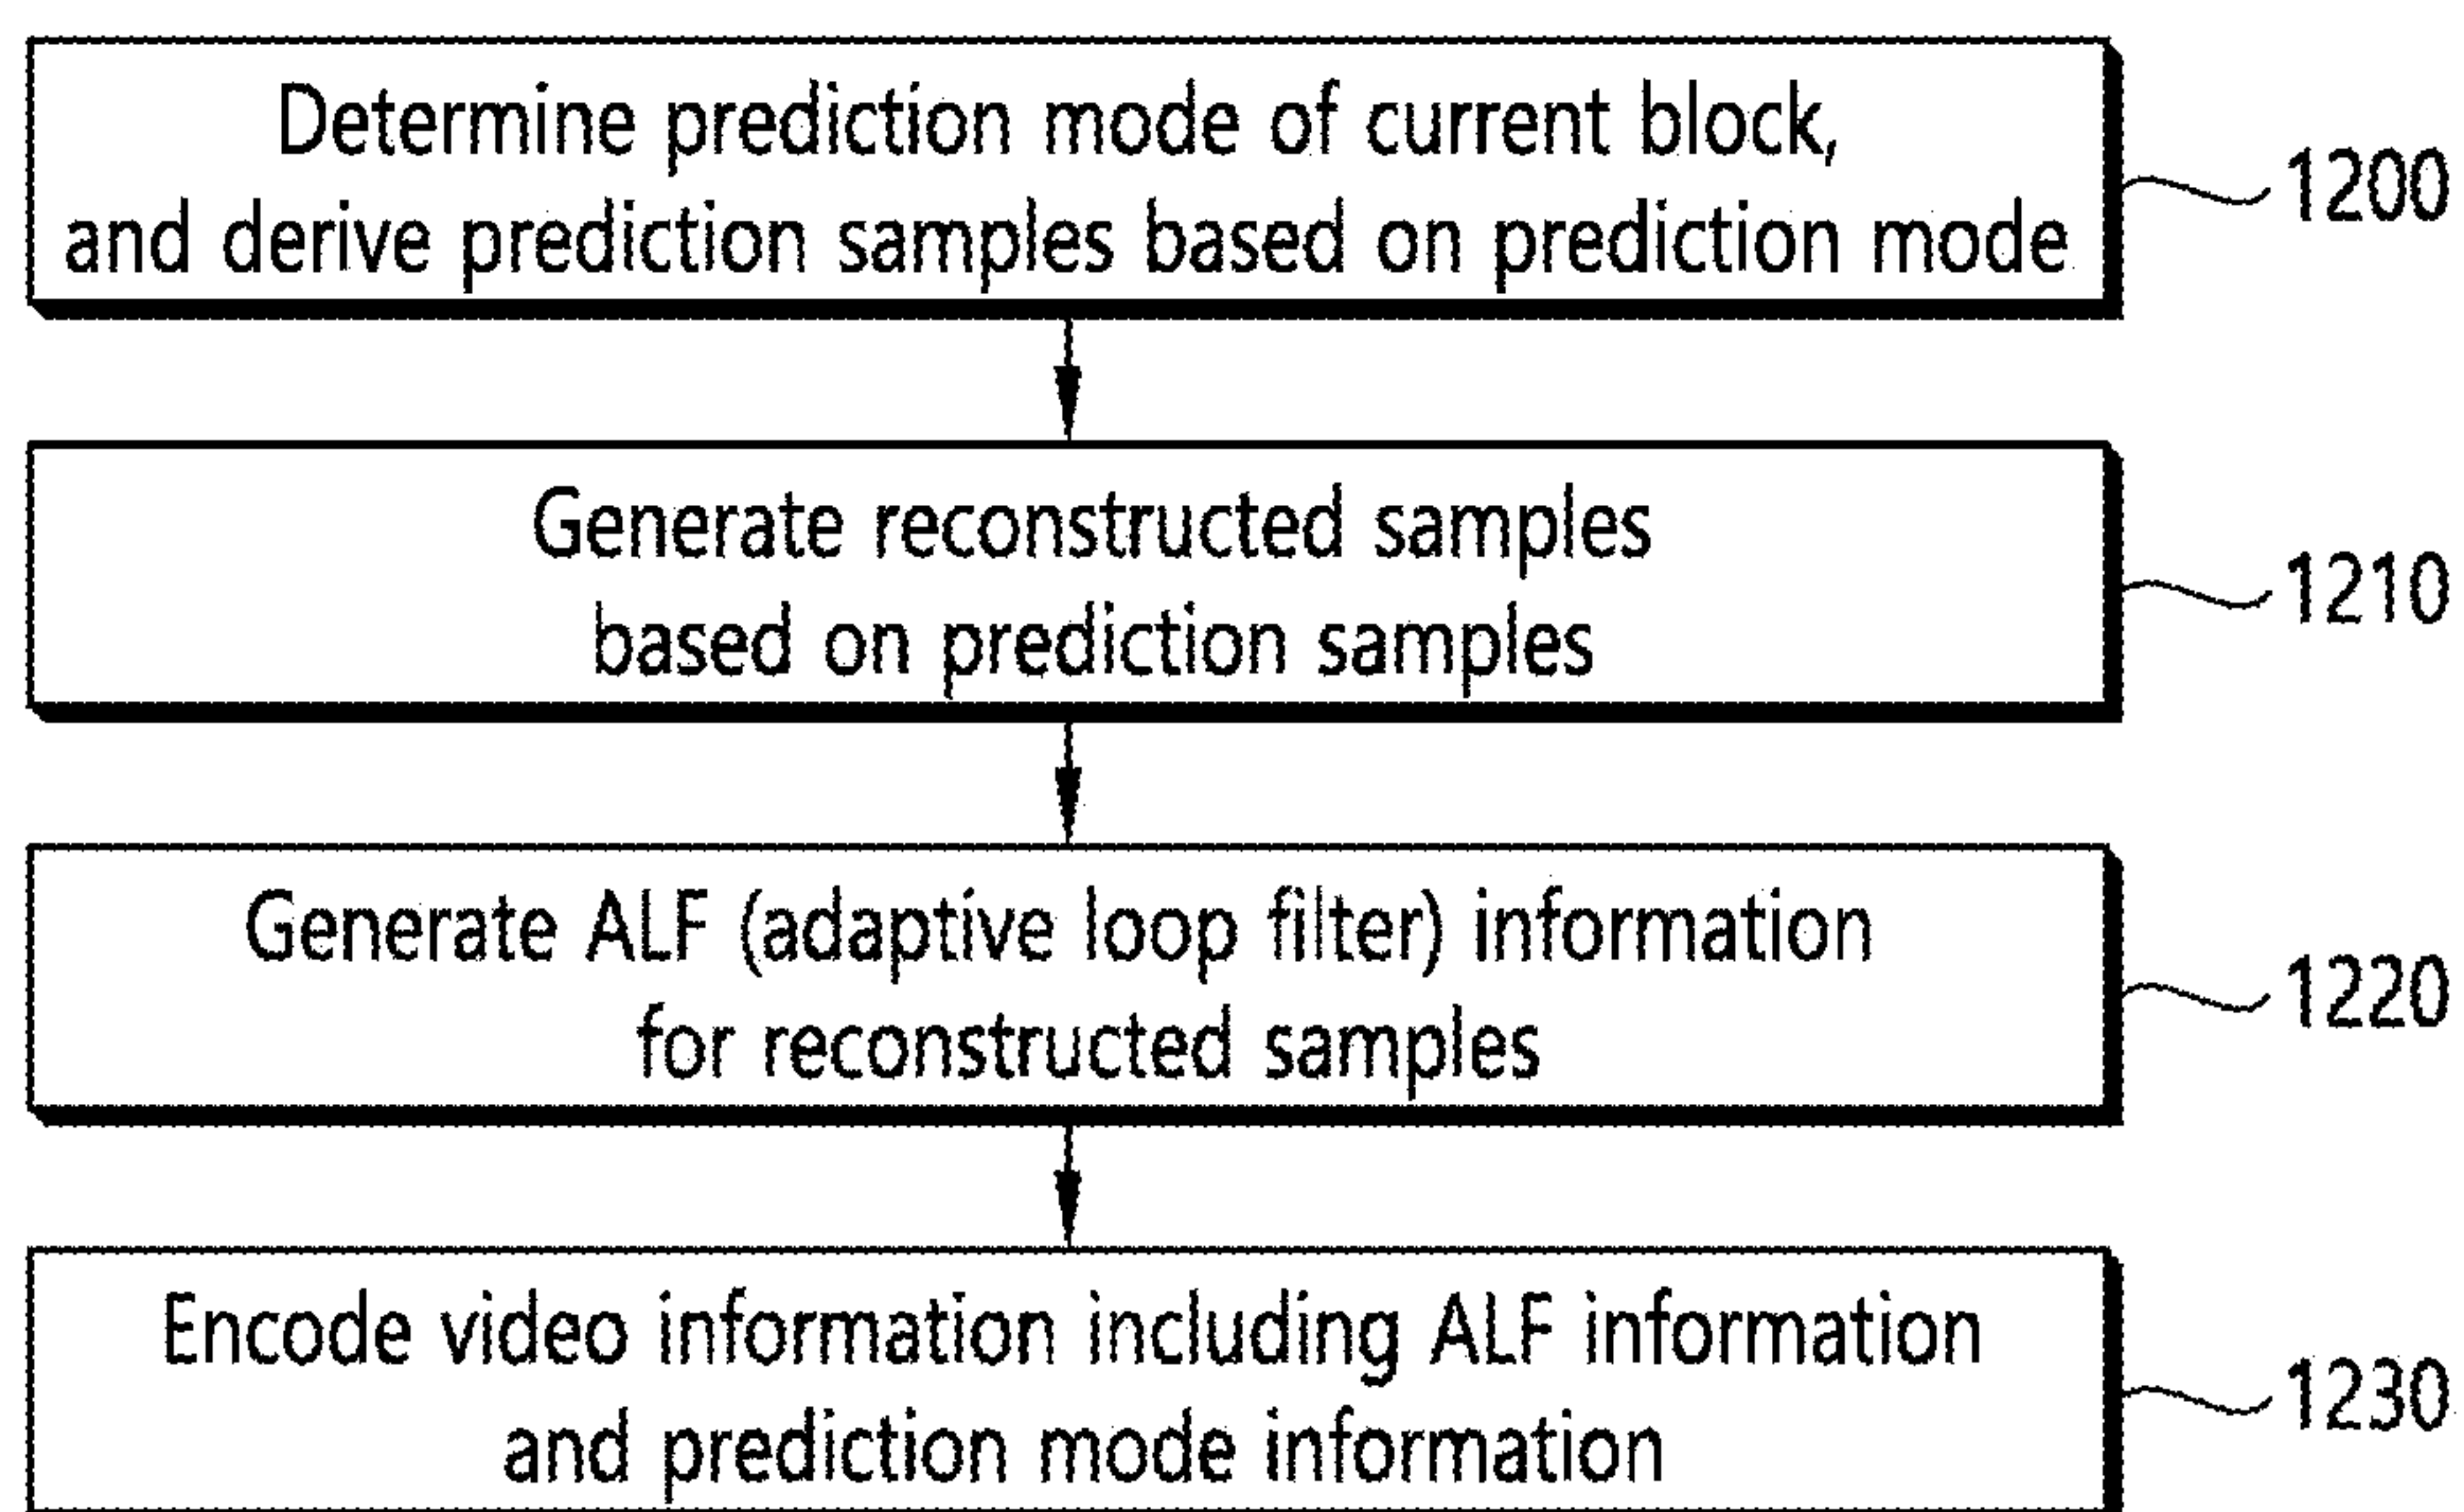 Determine prediction mode of current block,
and derive prediction samples based on prediction mode
1200
Generate reconstructed samples
based on prediction samples
1210
Generate ALF (adaptive loop filter) information
for reconstructed samples
1220
Encode video information including ALF information
and prediction mode information
1230